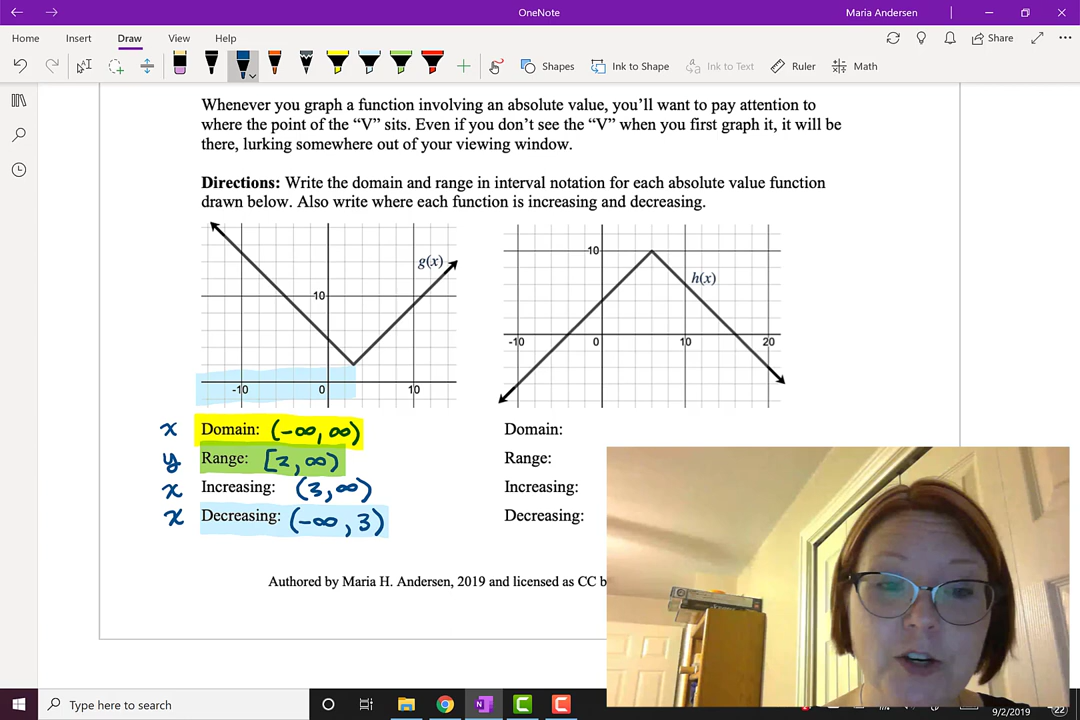 OneNote
Maria Andersen
Home Insert Draw View Help
Share
Shapes Ink to Shape Ink to Text Ruler Math
Whenever you graph a function involving an absolute value, you’ll want to pay attention to
where the point of the “V” sits. Even if you don’t see the “V” when you first graph it, it will be
there, lurking somewhere out of your viewing window.
Directions: Write the domain and range in interval notation for each absolute value function
drawn below. Also write where each function is increasing and decreasing.
g(x)
10
-10 0 10
10
h(x)
-10 0 10 20
x Domain: (-∞, ∞)
y Range: [2, ∞)
x Increasing: (3, ∞)
x Decreasing: (-∞, 3)
Domain:
Range:
Increasing:
Decreasing:
Authored by Maria H. Andersen, 2019 and licensed as CC b
Type here to search
9/2/2019
22